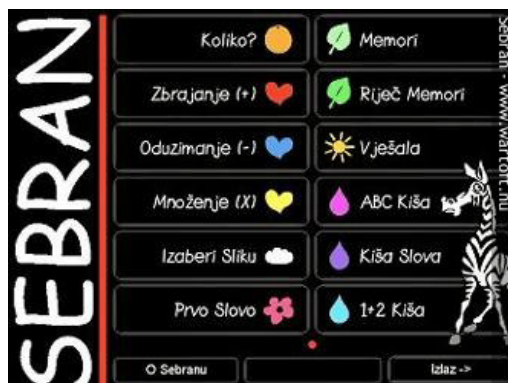 SEBRAN
Koliko?
Memori
Zbrajanje (+)
Riječ Memori
Oduzimanje (-)
Vješala
Množenje (X)
ABC Kiša
Izaberi Sliku
Kiša Slova
Prvo Slovo
1+2 Kiša
O Sebranu
Izlaz ->
Sebran - www.wartoft.nu